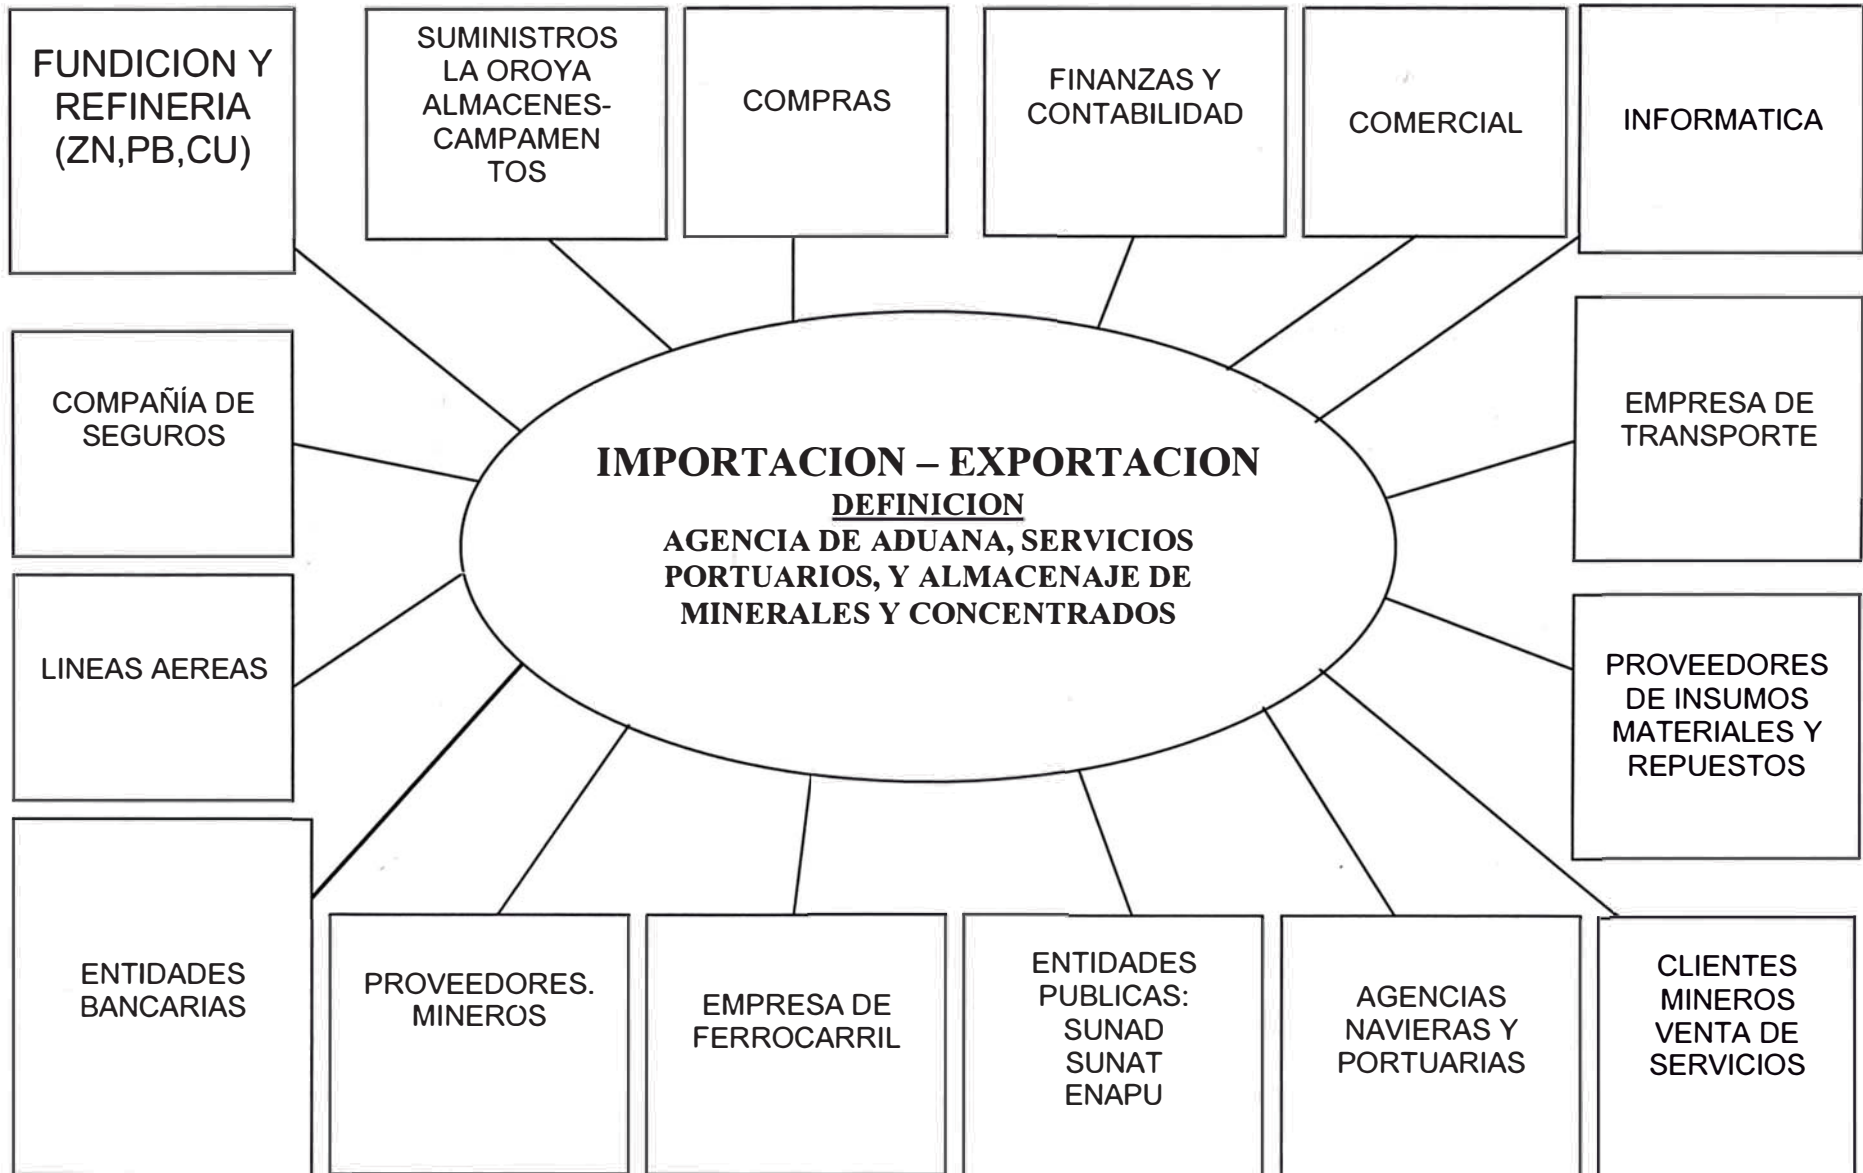 FUNDICION Y
REFINERIA
(ZN,PB,CU)
SUMINISTROS
LA OROYA
ALMACENES-
CAMPAMEN
TOS
COMPRAS
FINANZAS Y
CONTABILIDAD
COMERCIAL
INFORMATICA
COMPAÑÍA DE
SEGUROS
IMPORTACION – EXPORTACION
DEFINICION
AGENCIA DE ADUANA, SERVICIOS
PORTUARIOS, Y ALMACENAJE DE
MINERALES Y CONCENTRADOS
EMPRESA DE
TRANSPORTE
LINEAS AEREAS
PROVEEDORES
DE INSUMOS
MATERIALES Y
REPUESTOS
ENTIDADES
BANCARIAS
PROVEEDORES.
MINEROS
EMPRESA DE
FERROCARRIL
ENTIDADES
PUBLICAS:
SUNAD
SUNAT
ENAPU
AGENCIAS
NAVIERAS Y
PORTUARIAS
CLIENTES
MINEROS
VENTA DE
SERVICIOS